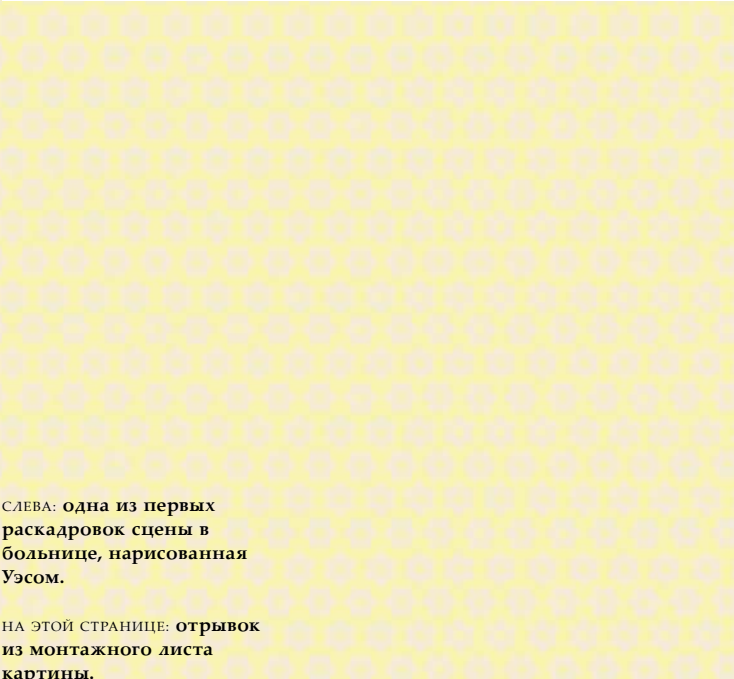 СЛЕВА: одна из первых
раскадровок сцены в
больнице, нарисованная
Уэсом.
НА ЭТОЙ СТРАНИЦЕ: отрывок
из монтажного листа
картины.